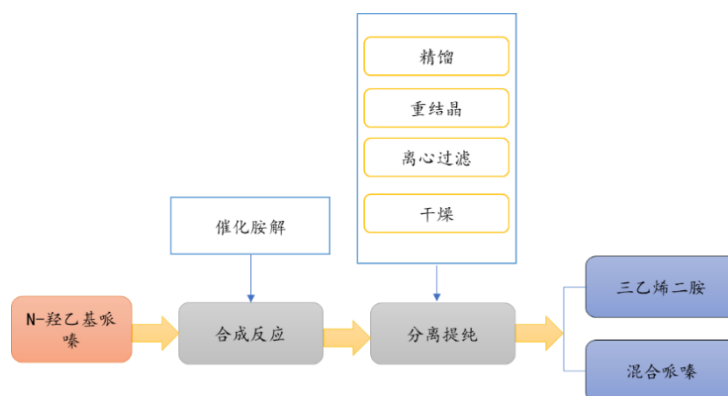 精馏
重结晶
离心过滤
干燥
催化胺解
N-羟乙基哌
嗪
合成反应
分离提纯
三乙烯二胺
混合哌嗪